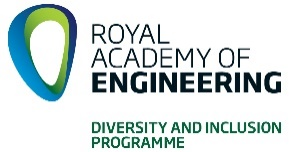 ROYAL
ACADEMY OF
ENGINEERING
DIVERSITY AND INCLUSION
PROGRAMME